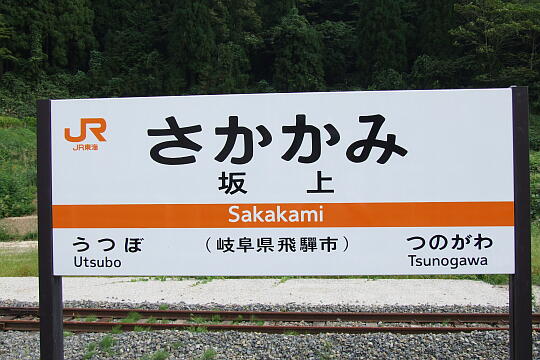 JR
JR東海
さかかみ
坂上
Sakakami
うつぼ
Utsubo
（岐阜県飛騨市）
つのがわ
Tsunogawa